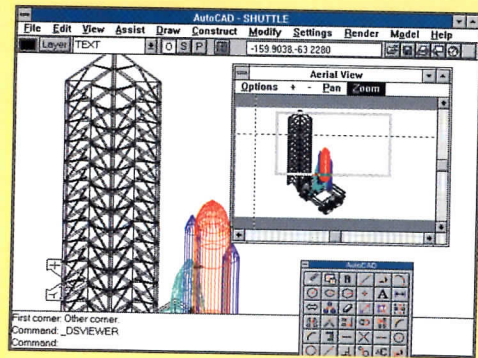 AutoCAD - SHUTTLE
File Edit View Assist Draw Construct Modify Settings Render Model Help
Layer TEXT O S P -159.9038,-63.2280
Aerial View
Options + - Pan Zoom
AutoCAD
A
First corner: Other corner:
Command: _DSVIEWER
Command: